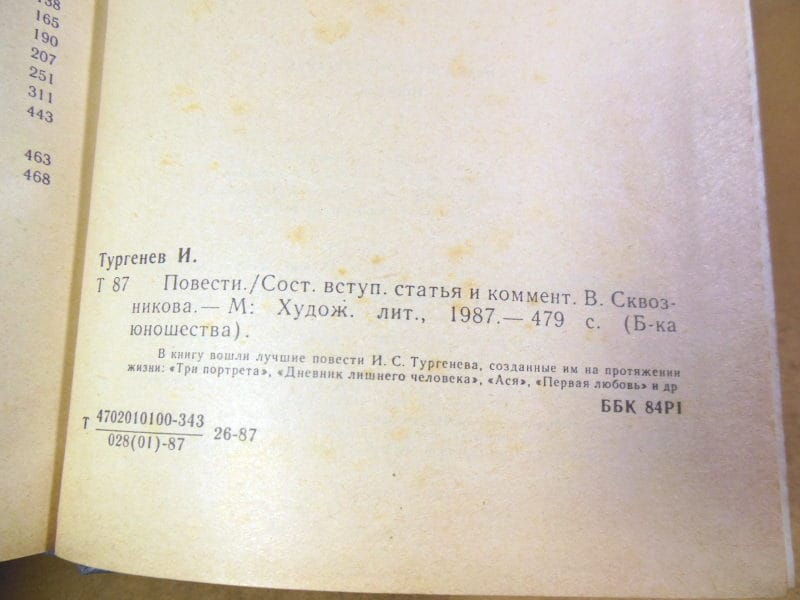 138
165
190
207
251
311
443
463
468
Тургенев И.
Т 87 Повести./Сост. вступ. статья и коммент. В. Сквоз-
никова.— М: Худож. лит., 1987.— 479 с. (Б-ка
юношества).
В книгу вошли лучшие повести И. С. Тургенева, созданные им на протяжении
жизни: «Три портрета», «Дневник лишнего человека», «Ася», «Первая любовь» и др
ББК 84Р1
Т 4702010100-343 26-87
028(01)-87